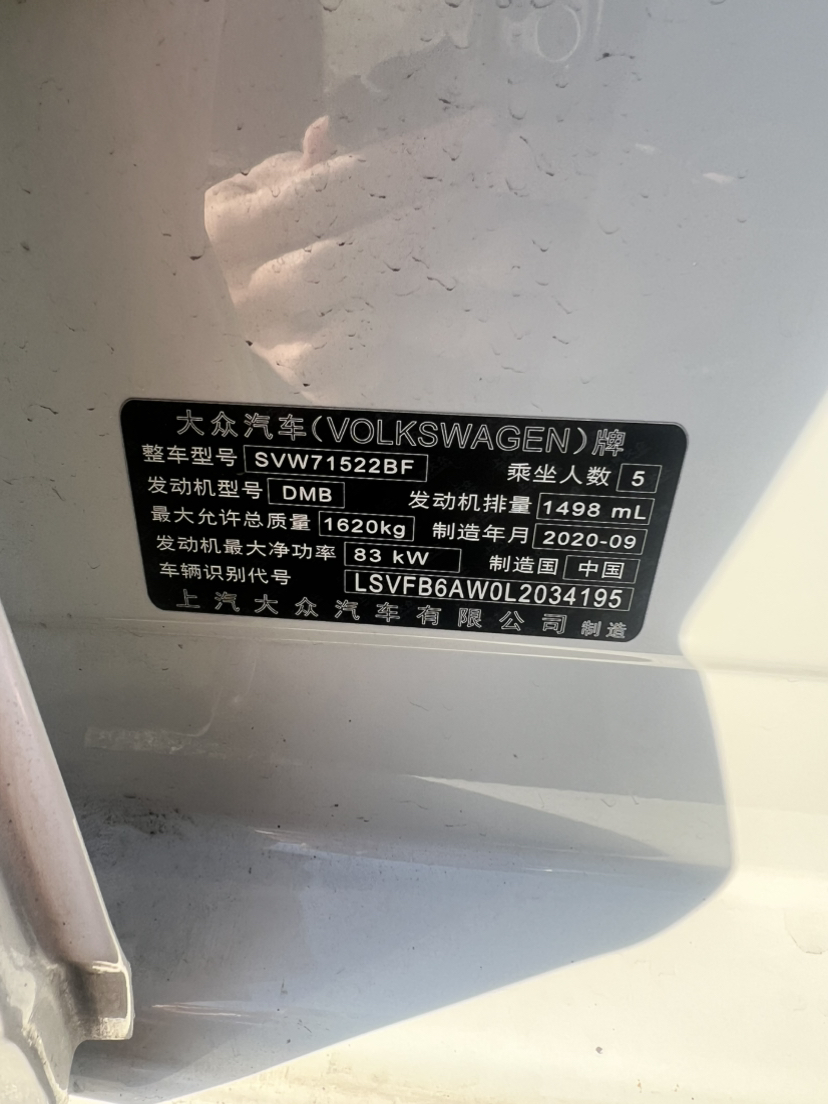 大众汽车(VOLKSWAGEN)牌
整车型号 SVW71522BF 乘坐人数 5
发动机型号 DMB 发动机排量 1498 mL
最大允许总质量 1620kg 制造年月 2020-09
发动机最大净功率 83 kW 制造国 中国
车辆识别代号 LSVFB6AW0L2034195
上汽大众汽车有限公司 制造